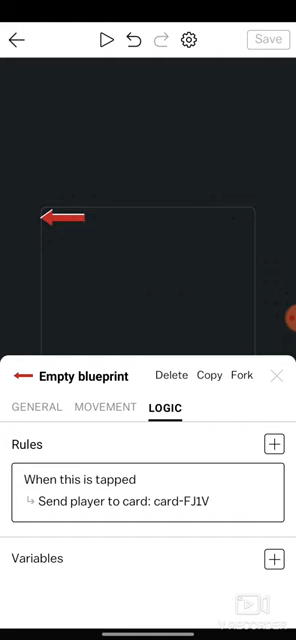 Save
Empty blueprint
Delete
Copy
Fork
GENERAL
MOVEMENT
LOGIC
Rules
When this is tapped
Send player to card: card-FJ1V
Variables